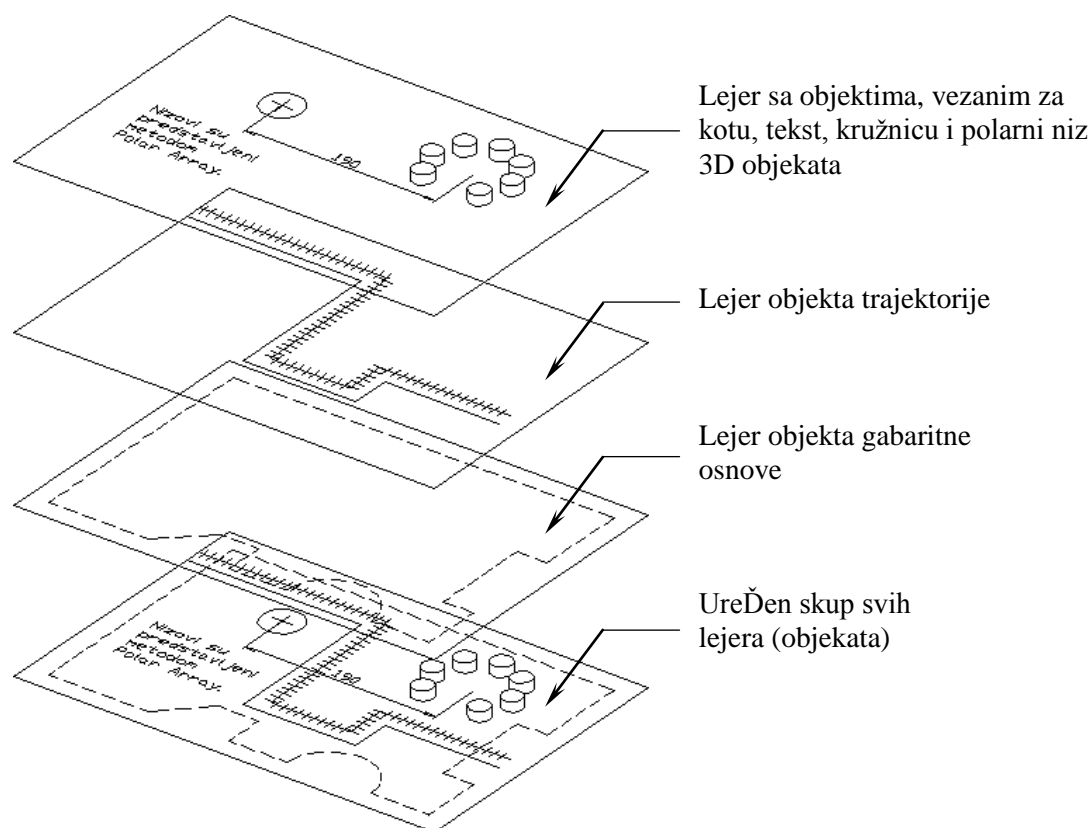 Nizovi su
predstavljeni
metodom
Polar Array.
190
Lejer sa objektima, vezanim za
kotu, tekst, kružnicu i polarni niz
3D objekata
Lejer objekta trajektorije
Lejer objekta gabaritne
osnove
Nizovi su
predstavljeni
metodom
Polar Array.
190
UreĎen skup svih
lejera (objekata)